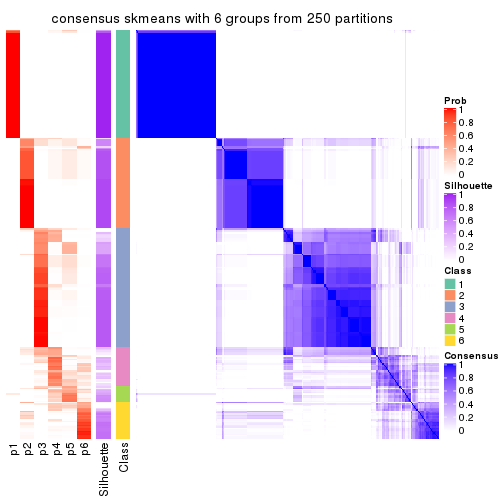 consensus skmeans with 6 groups from 250 partitions
Prob
1
0.8
0.6
0.4
0.2
0
Silhouette
1
0.8
0.6
0.4
0.2
0
Class
1
2
3
4
5
6
Consensus
1
0.8
0.6
0.4
0.2
0
p1
p2
p3
p4
p5
p6
Silhouette
Class